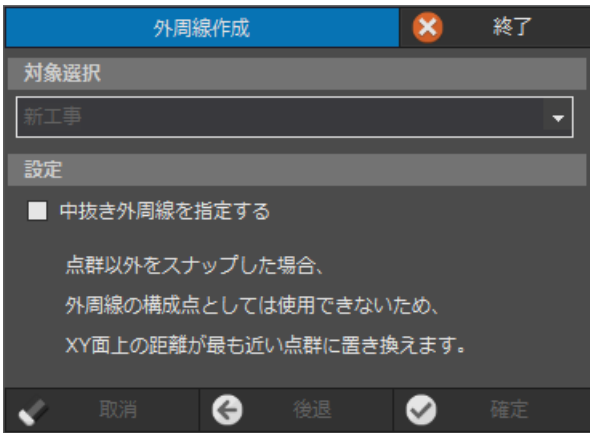 外周線作成
終了
対象選択
新工事
設定
中抜き外周線を指定する
点群以外をスナップした場合、
外周線の構成点としては使用できないため、
XY面上の距離が最も近い点群に置き換えます。
取消
後退
確定